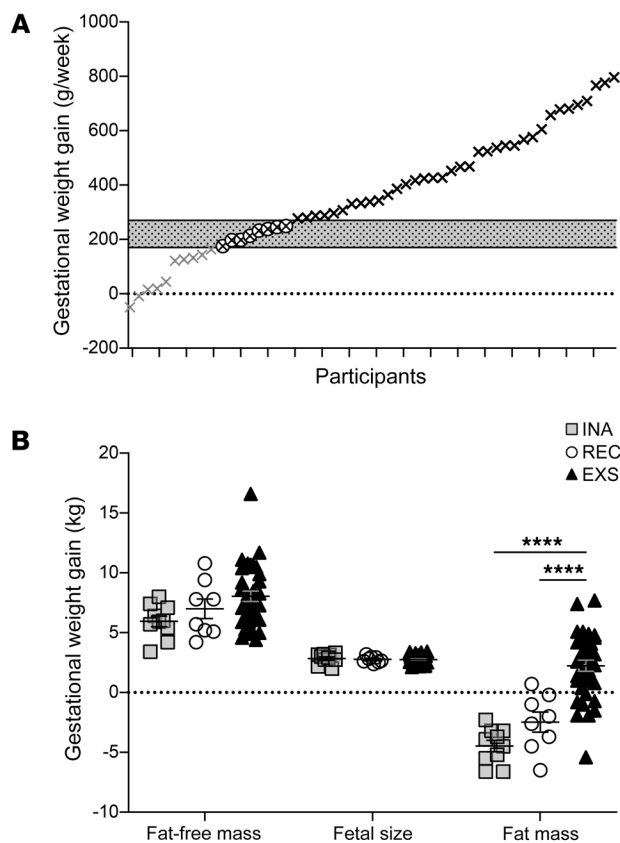 A
Gestational weight gain (g/week)
1000
800
600
400
200
0
-200
Participants
B
INA
REC
EXS
Gestational weight gain (kg)
20
15
10
5
0
-5
-10
****
****
Fat-free mass
Fetal size
Fat mass